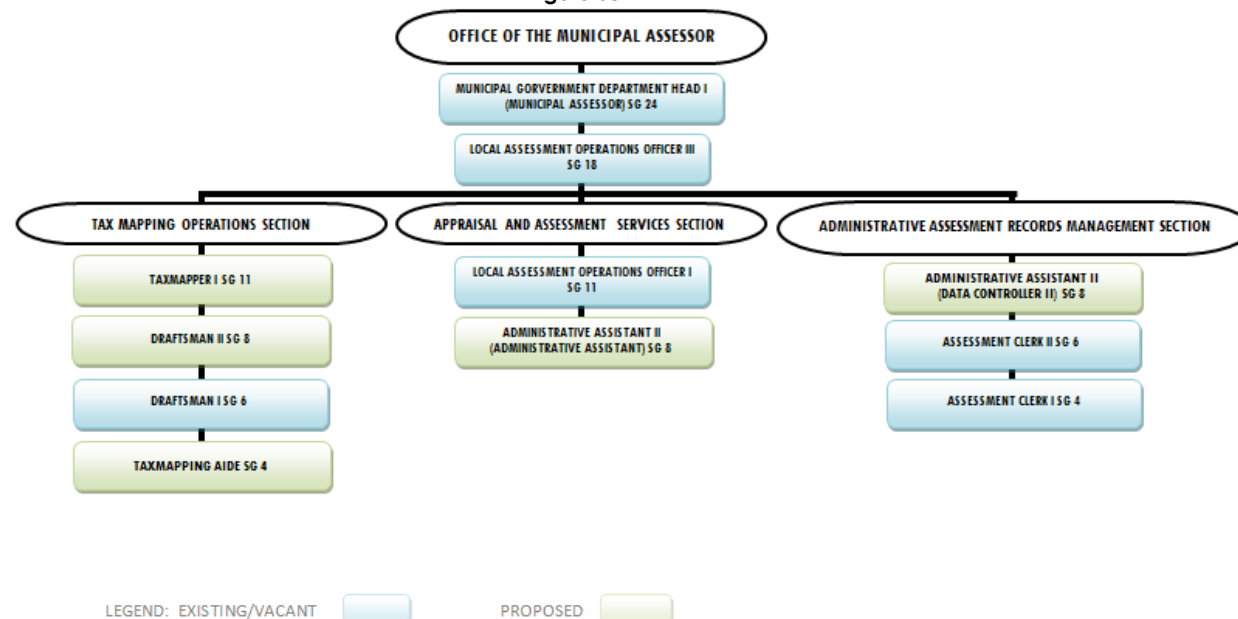 OFFICE OF THE MUNICIPAL ASSESSOR
MUNICIPAL GORVERNMENT DEPARTMENT HEAD I
(MUNICIPAL ASSESSOR) SG 24
LOCAL ASSESSMENT OPERATIONS OFFICER III
SG 18
TAX MAPPING OPERATIONS SECTION
TAXMAPPER I SG 11
DRAFTSMAN II SG 8
DRAFTSMAN I SG 6
TAXMAPPING AIDE SG 4
APPRAISAL AND ASSESSMENT SERVICES SECTION
LOCAL ASSESSMENT OPERATIONS OFFICER I
SG 11
ADMINISTRATIVE ASSISTANT II
(ADMINISTRATIVE ASSISTANT) SG 8
ADMINISTRATIVE ASSESSMENT RECORDS MANAGEMENT SECTION
ADMINISTRATIVE ASSISTANT II
(DATA CONTROLLER II) SG 8
ASSESSMENT CLERK II SG 6
ASSESSMENT CLERK I SG 4
LEGEND: EXISTING/VACANT
PROPOSED